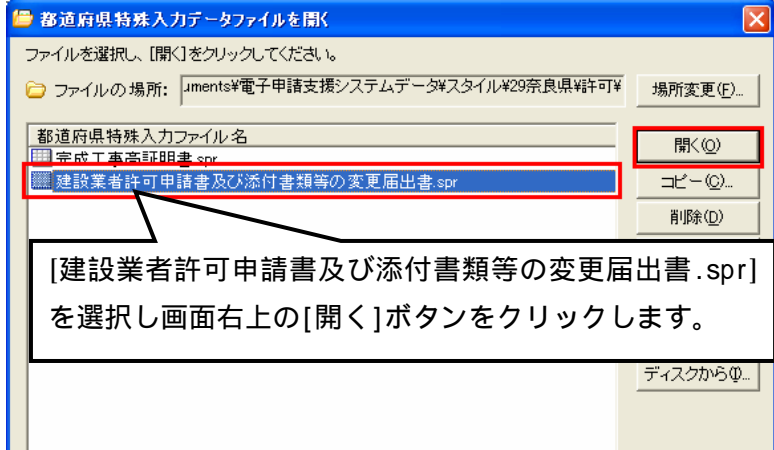 都道府県特殊入力データファイルを開く
ファイルを選択し、[開く]をクリックしてください。
ファイルの場所: uments¥電子申請支援システムデータ¥スタイル¥29奈良県¥許可¥
場所変更(F)...
都道府県特殊入力ファイル名
開く(O)
完成工事高証明書.spr
建設業者許可申請書及び添付書類等の変更届出書.spr
コピー(C)...
削除(D)
[建設業者許可申請書及び添付書類等の変更届出書.spr]
を選択し画面右上の[開く]ボタンをクリックします。
ディスクから(I)...